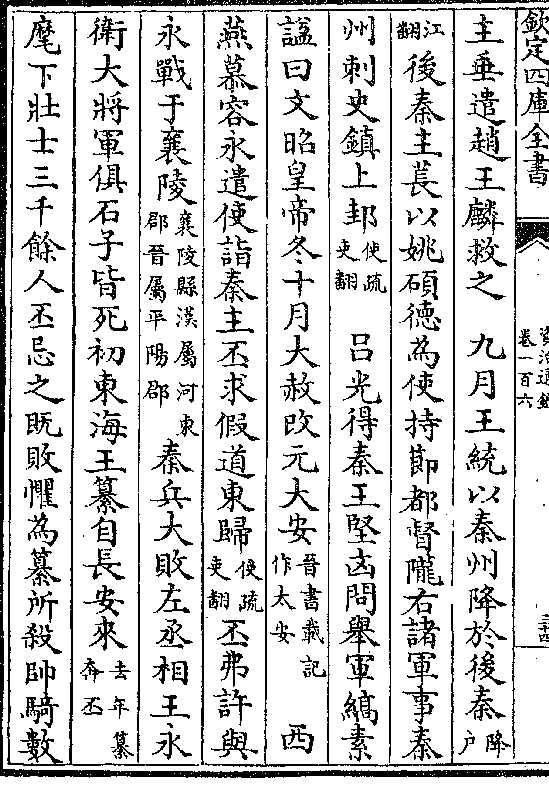 欽定四庫全書
資治通鑑
卷一百六
主垂遣趙王麟救之　九月王統以秦州降於後秦降户
江翻後秦主萇以姚碩德為使持節都督隴右諸軍事秦
州刺史鎮上邽使疏吏翻　吕光得秦王堅凶問舉軍縞素
諡曰文昭皇帝冬十月大赦改元大安晉書載記作太安　西
燕慕容永遣使詣秦主丕求假道東歸使疏吏翻丕弗許與
永戰于襄陵襄陵縣漢屬河東郡晉屬平陽郡秦兵大敗左丞相王永
衛大將軍俱石子皆死初東海王纂自長安來去年纂奔丕
麾下壯士三千餘人丕忌之既敗懼為纂所殺帥騎數